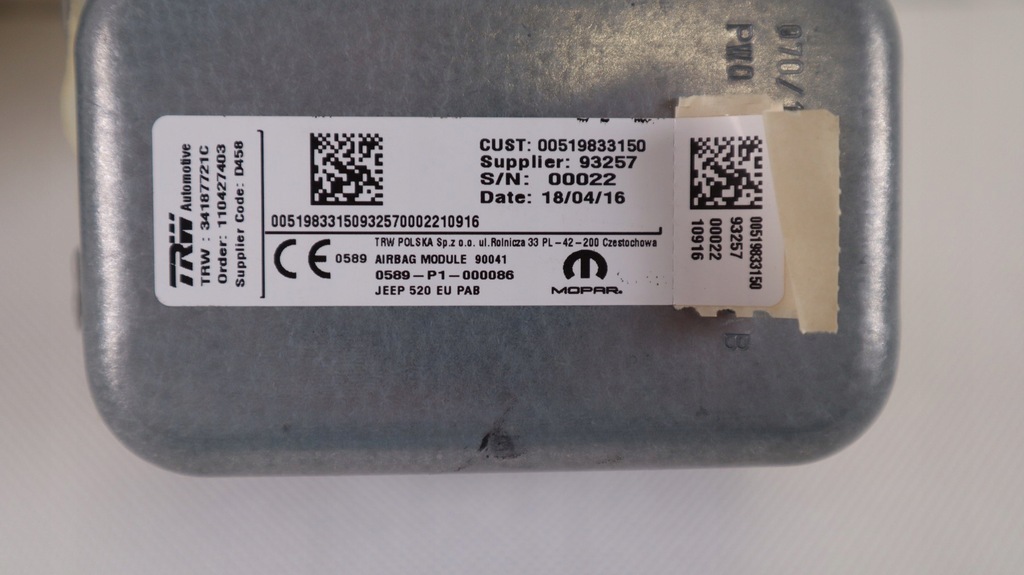 TRW Automotive
TRW : 34187721C
Order: 110427403
Supplier Code: D458
CUST: 00519833150
Supplier: 93257
S/N: 00022
Date: 18/04/16
00519833150932570002210916
CE 0589
TRW POLSKA Sp.z o.o. ul.Rolnicza 33 PL-42-200 Czestochowa
AIRBAG MODULE 90041
0589-P1-000086
JEEP 520 EU PAB
MOPAR.
00519833150
93257
00022
10916
PWO
B